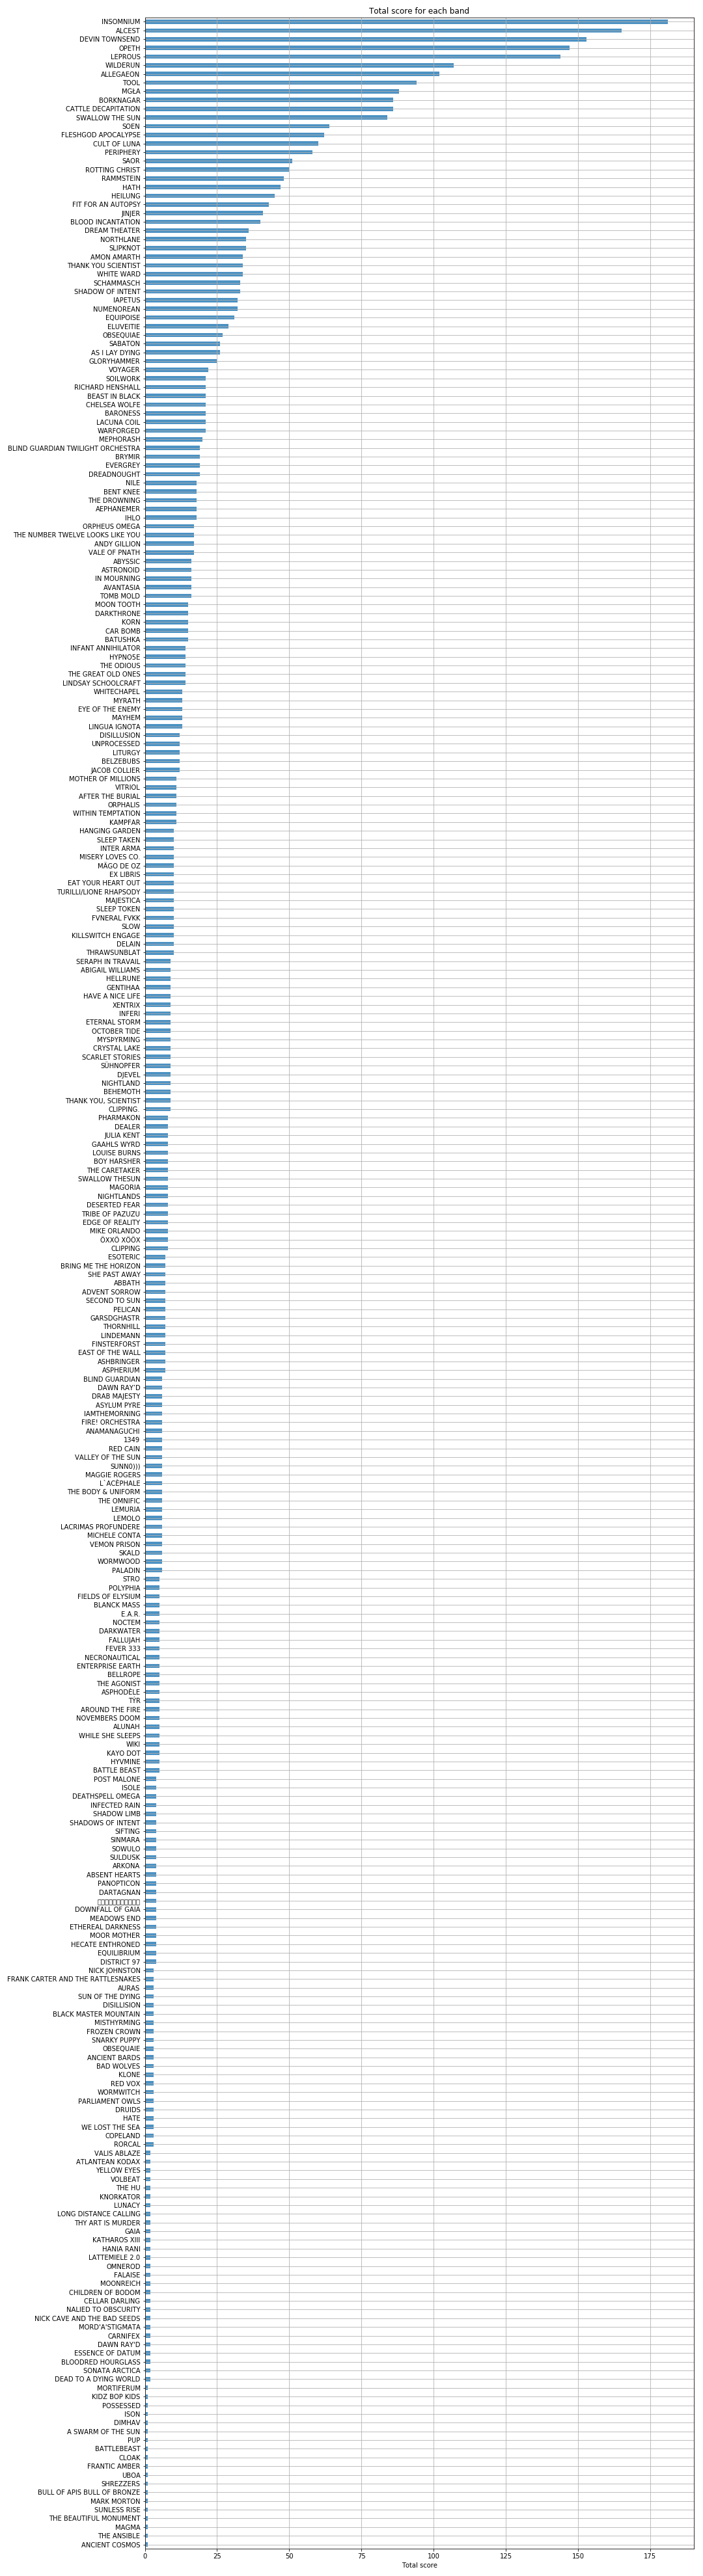 Total score for each band
INSOMNIUM
ALCEST
DEVIN TOWNSEND
OPETH
LEPROUS
WILDERUN
ALLEGAEON
TOOL
MGŁA
BORKNAGAR
CATTLE DECAPITATION
SWALLOW THE SUN
SOEN
FLESHGOD APOCALYPSE
CULT OF LUNA
PERIPHERY
SAOR
ROTTING CHRIST
RAMMSTEIN
HATH
HEILUNG
FIT FOR AN AUTOPSY
JINJER
BLOOD INCANTATION
DREAM THEATER
NORTHLANE
SLIPKNOT
AMON AMARTH
THANK YOU SCIENTIST
WHITE WARD
SCHAMMASCH
SHADOW OF INTENT
IAPETUS
NUMENOREAN
EQUIPOISE
ELUVEITIE
OBSEQUIAE
SABATON
AS I LAY DYING
GLORYHAMMER
VOYAGER
SOILWORK
RICHARD HENSHALL
BEAST IN BLACK
CHELSEA WOLFE
BARONESS
LACUNA COIL
WARFORGED
MEPHORASH
BLIND GUARDIAN TWILIGHT ORCHESTRA
BRYMIR
EVERGREY
DREADNOUGHT
NILE
BENT KNEE
THE DROWNING
AEPHANEMER
IHLO
ORPHEUS OMEGA
THE NUMBER TWELVE LOOKS LIKE YOU
ANDY GILLION
VALE OF PNATH
ABYSSIC
ASTRONOID
IN MOURNING
AVANTASIA
TOMB MOLD
MOON TOOTH
DARKTHRONE
KORN
CAR BOMB
BATUSHKA
INFANT ANNIHILATOR
HYPNO5E
THE ODIOUS
THE GREAT OLD ONES
LINDSAY SCHOOLCRAFT
WHITECHAPEL
MYRATH
EYE OF THE ENEMY
MAYHEM
LINGUA IGNOTA
DISILLUSION
UNPROCESSED
LITURGY
BELZEBUBS
JACOB COLLIER
MOTHER OF MILLIONS
VITRIOL
AFTER THE BURIAL
ORPHALIS
WITHIN TEMPTATION
KAMPFAR
HANGING GARDEN
SLEEP TAKEN
INTER ARMA
MISERY LOVES CO.
MÄGO DE OZ
EX LIBRIS
EAT YOUR HEART OUT
TURILLI/LIONE RHAPSODY
MAJESTICA
SLEEP TOKEN
FVNERAL FVKK
SLOW
KILLSWITCH ENGAGE
DELAIN
THRAWSUNBLAT
SERAPH IN TRAVAIL
ABIGAIL WILLIAMS
HELLRUNE
GENTIHAA
HAVE A NICE LIFE
XENTRIX
INFERI
ETERNAL STORM
OCTOBER TIDE
MYSÞYRMING
CRYSTAL LAKE
SCARLET STORIES
SÜHNOPFER
DJEVEL
NIGHTLAND
BEHEMOTH
THANK YOU, SCIENTIST
CLIPPING.
PHARMAKON
DEALER
JULIA KENT
GAAHLS WYRD
LOUISE BURNS
BOY HARSHER
THE CARETAKER
SWALLOW THESUN
MAGORIA
NIGHTLANDS
DESERTED FEAR
TRIBE OF PAZUZU
EDGE OF REALITY
MIKE ORLANDO
ÖXXÖ XÖÖX
CLIPPING
ESOTERIC
BRING ME THE HORIZON
SHE PAST AWAY
ABBATH
ADVENT SORROW
SECOND TO SUN
PELICAN
GARSDGHASTR
THORNHILL
LINDEMANN
FINSTERFORST
EAST OF THE WALL
ASHBRINGER
ASPHERIUM
BLIND GUARDIAN
DAWN RAY'D
DRAB MAJESTY
ASYLUM PYRE
IAMTHEMORNING
FIRE! ORCHESTRA
ANAMANAGUCHI
1349
RED CAIN
VALLEY OF THE SUN
SUNN0)))
MAGGIE ROGERS
L´ACÉPHALE
THE BODY & UNIFORM
THE OMNIFIC
LEMURIA
LEMOLO
LACRIMAS PROFUNDERE
MICHELE CONTA
VEMON PRISON
SKALD
WORMWOOD
PALADIN
STRO
POLYPHIA
FIELDS OF ELYSIUM
BLANCK MASS
E.A.R.
NOCTEM
DARKWATER
FALLUJAH
FEVER 333
NECRONAUTICAL
ENTERPRISE EARTH
BELLROPE
THE AGONIST
ASPHODÈLE
TÝR
AROUND THE FIRE
NOVEMBERS DOOM
ALUNAH
WHILE SHE SLEEPS
WIKI
KAYO DOT
HYVMINE
BATTLE BEAST
POST MALONE
ISOLE
DEATHSPELL OMEGA
INFECTED RAIN
SHADOW LIMB
SHADOWS OF INTENT
SIFTING
SINMARA
SOWULO
SULDUSK
ARKONA
ABSENT HEARTS
PANOPTICON
DARTAGNAN
DOWNFALL OF GAIA
MEADOWS END
ETHEREAL DARKNESS
MOOR MOTHER
HECATE ENTHRONED
EQUILIBRIUM
DISTRICT 97
NICK JOHNSTON
FRANK CARTER AND THE RATTLESNAKES
AURAS
SUN OF THE DYING
DISILLISION
BLACK MASTER MOUNTAIN
MISTHYRMING
FROZEN CROWN
SNARKY PUPPY
OBSEQUAIE
ANCIENT BARDS
BAD WOLVES
KLONE
RED VOX
WORMWITCH
PARLIAMENT OWLS
DRUIDS
HATE
WE LOST THE SEA
COPELAND
RORCAL
VALIS ABLAZE
ATLANTEAN KODAX
YELLOW EYES
VOLBEAT
THE HU
KNORKATOR
LUNACY
LONG DISTANCE CALLING
THY ART IS MURDER
GAIA
KATHAROS XIII
HANIA RANI
LATTEMIELE 2.0
OMNEROD
FALAISE
MOONREICH
CHILDREN OF BODOM
CELLAR DARLING
NALIED TO OBSCURITY
NICK CAVE AND THE BAD SEEDS
MORD'A'STIGMATA
CARNIFEX
DAWN RAY'D
ESSENCE OF DATUM
BLOODRED HOURGLASS
SONATA ARCTICA
DEAD TO A DYING WORLD
MORTIFERUM
KIDZ BOP KIDS
POSSESSED
ISON
DIMHAV
A SWARM OF THE SUN
PUP
BATTLEBEAST
CLOAK
FRANTIC AMBER
UBOA
SHREZZERS
BULL OF APIS BULL OF BRONZE
MARK MORTON
SUNLESS RISE
THE BEAUTIFUL MONUMENT
MAGMA
THE ANSIBLE
ANCIENT COSMOS
0 25 50 75 100 125 150 175
Total score